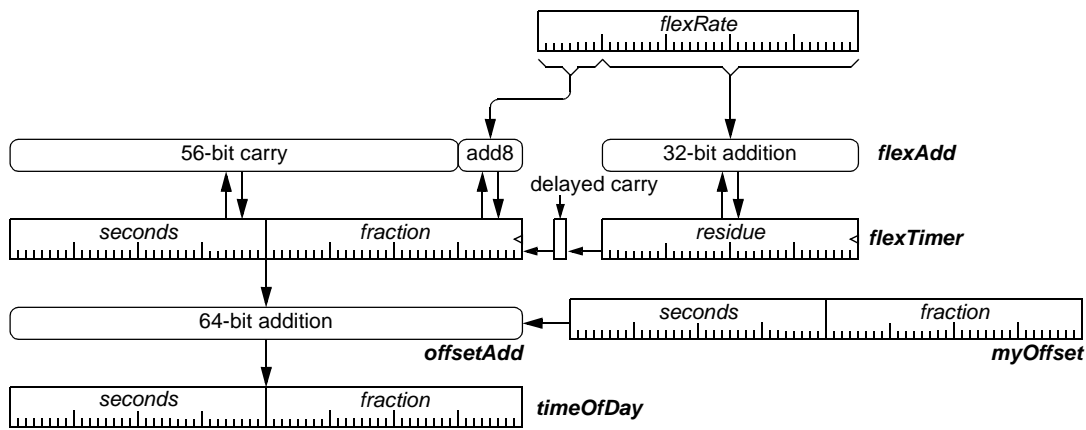 flexRate
56-bit carry add8 32-bit addition flexAdd
delayed carry
seconds fraction residue flexTimer
64-bit addition seconds fraction
offsetAdd myOffset
seconds fraction timeOfDay